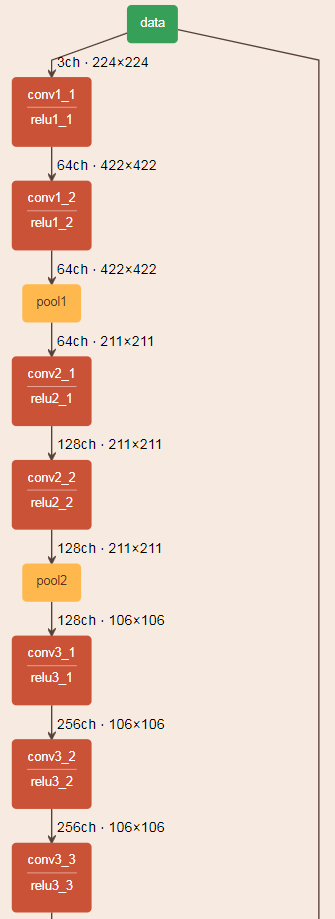 data
3ch · 224×224
conv1_1
relu1_1
64ch · 422×422
conv1_2
relu1_2
64ch · 422×422
pool1
64ch · 211×211
conv2_1
relu2_1
128ch · 211×211
conv2_2
relu2_2
128ch · 211×211
pool2
128ch · 106×106
conv3_1
relu3_1
256ch · 106×106
conv3_2
relu3_2
256ch · 106×106
conv3_3
relu3_3